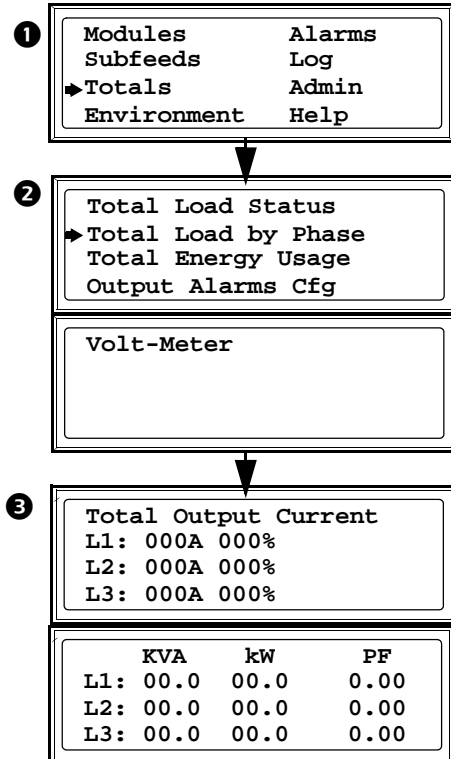 ❶
Modules Alarms
Subfeeds Log
Totals Admin
Environment Help
❷
Total Load Status
Total Load by Phase
Total Energy Usage
Output Alarms Cfg
Volt-Meter
❸
Total Output Current
L1: 000A 000%
L2: 000A 000%
L3: 000A 000%
KVA kW PF
L1: 00.0 00.0 0.00
L2: 00.0 00.0 0.00
L3: 00.0 00.0 0.00